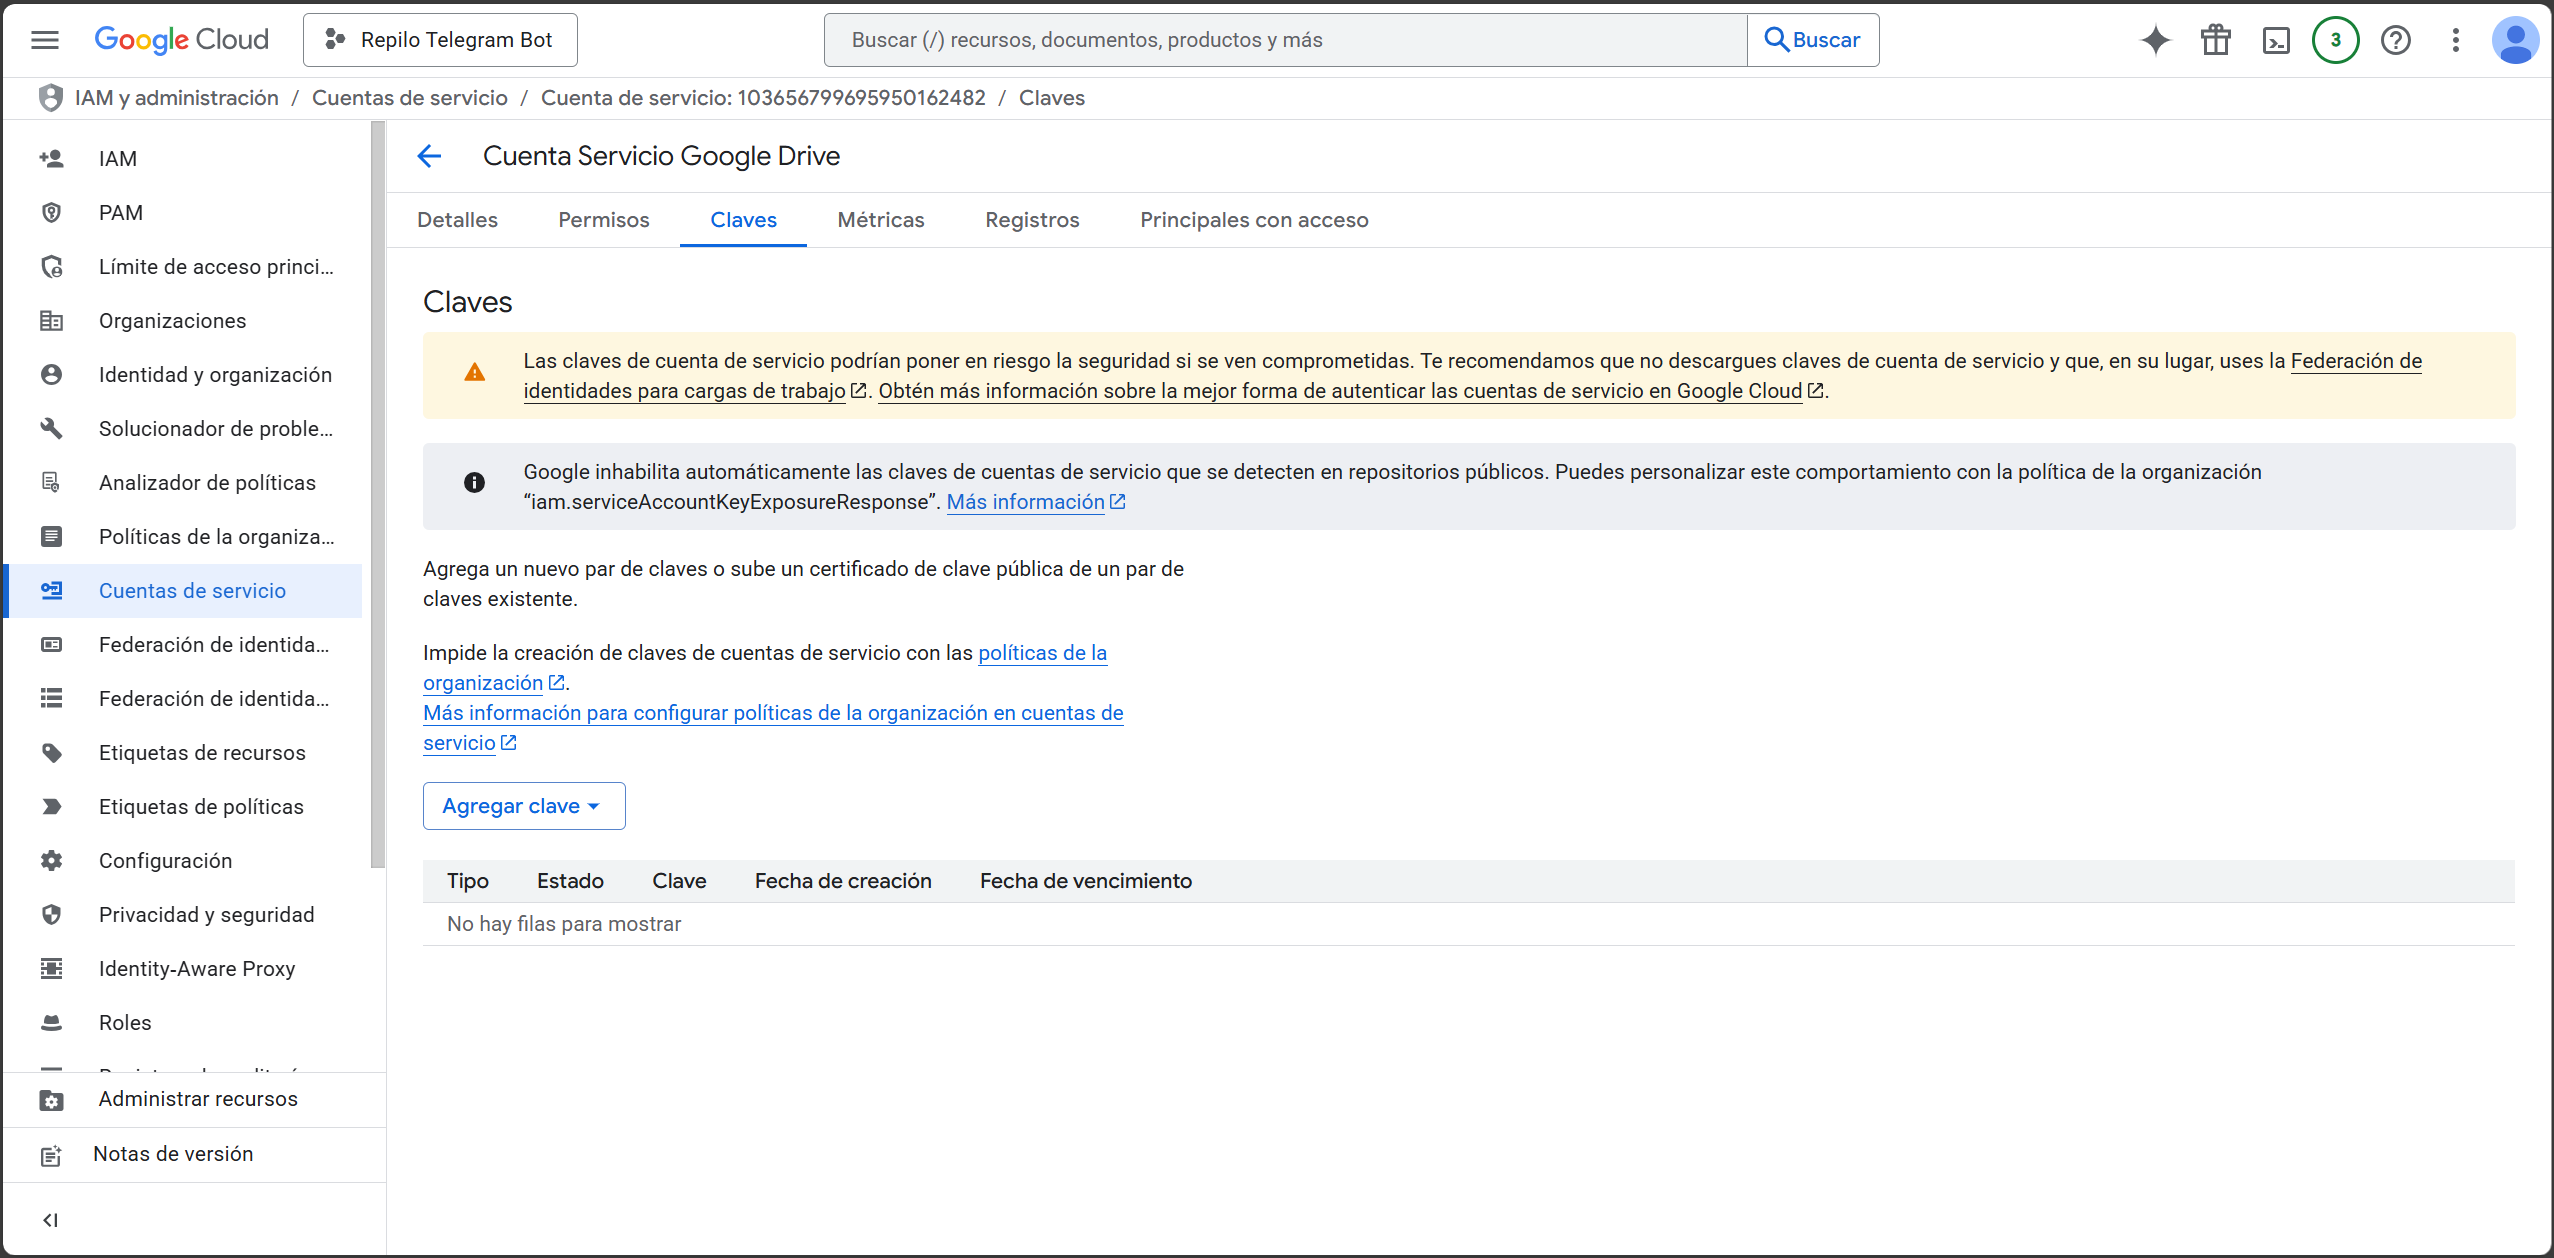 Google Cloud
Repilo Telegram Bot
Buscar (/) recursos, documentos, productos y más
Buscar
3
IAM y administración / Cuentas de servicio / Cuenta de servicio: 103656799695950162482 / Claves
IAM
PAM
Límite de acceso princi...
Organizaciones
Identidad y organización
Solucionador de proble...
Analizador de políticas
Políticas de la organiza...
Cuentas de servicio
Federación de identida...
Federación de identida...
Etiquetas de recursos
Etiquetas de políticas
Configuración
Privacidad y seguridad
Identity-Aware Proxy
Roles
Administrar recursos
Notas de versión
Cuenta Servicio Google Drive
Detalles Permisos Claves Métricas Registros Principales con acceso
Claves
Las claves de cuenta de servicio podrían poner en riesgo la seguridad si se ven comprometidas. Te recomendamos que no descargues claves de cuenta de servicio y que, en su lugar, uses la Federación de
identidades para cargas de trabajo. Obtén más información sobre la mejor forma de autenticar las cuentas de servicio en Google Cloud.
Google inhabilita automáticamente las claves de cuentas de servicio que se detecten en repositorios públicos. Puedes personalizar este comportamiento con la política de la organización
“iam.serviceAccountKeyExposureResponse”. Más información
Agrega un nuevo par de claves o sube un certificado de clave pública de un par de
claves existente.
Impide la creación de claves de cuentas de servicio con las políticas de la
organización.
Más información para configurar políticas de la organización en cuentas de
servicio
Agregar clave
Tipo Estado Clave Fecha de creación Fecha de vencimiento
No hay filas para mostrar